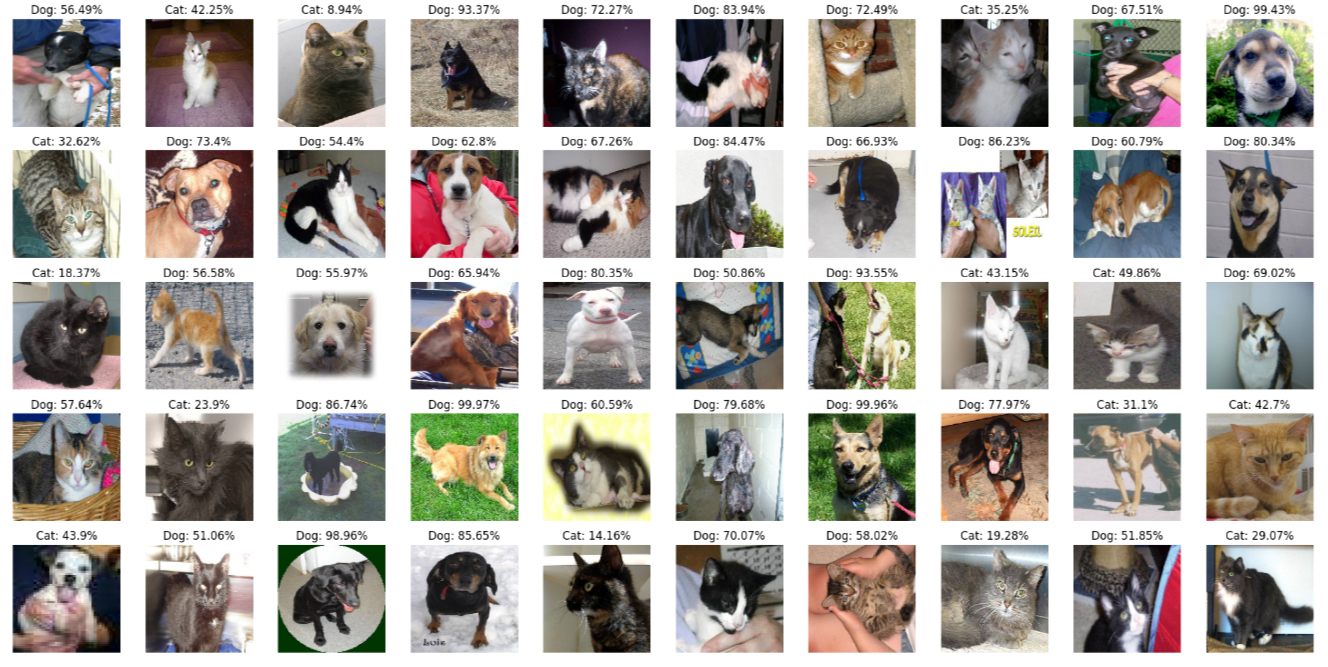 Dog: 56.49% Cat: 42.25% Cat: 8.94% Dog: 93.37% Dog: 72.27% Dog: 83.94% Dog: 72.49% Cat: 35.25% Dog: 67.51% Dog: 99.43%
Cat: 32.62% Dog: 73.4% Dog: 54.4% Dog: 62.8% Dog: 67.26% Dog: 84.47% Dog: 66.93% Dog: 86.23% Dog: 60.79% Dog: 80.34%
SOLEIL
Cat: 18.37% Dog: 56.58% Dog: 55.97% Dog: 65.94% Dog: 80.35% Dog: 50.86% Dog: 93.55% Cat: 43.15% Cat: 49.86% Dog: 69.02%
Dog: 57.64% Cat: 23.9% Dog: 86.74% Dog: 99.97% Dog: 60.59% Dog: 79.68% Dog: 99.96% Dog: 77.97% Cat: 31.1% Cat: 42.7%
Cat: 43.9% Dog: 51.06% Dog: 98.96% Dog: 85.65% Cat: 14.16% Dog: 70.07% Dog: 58.02% Cat: 19.28% Dog: 51.85% Cat: 29.07%